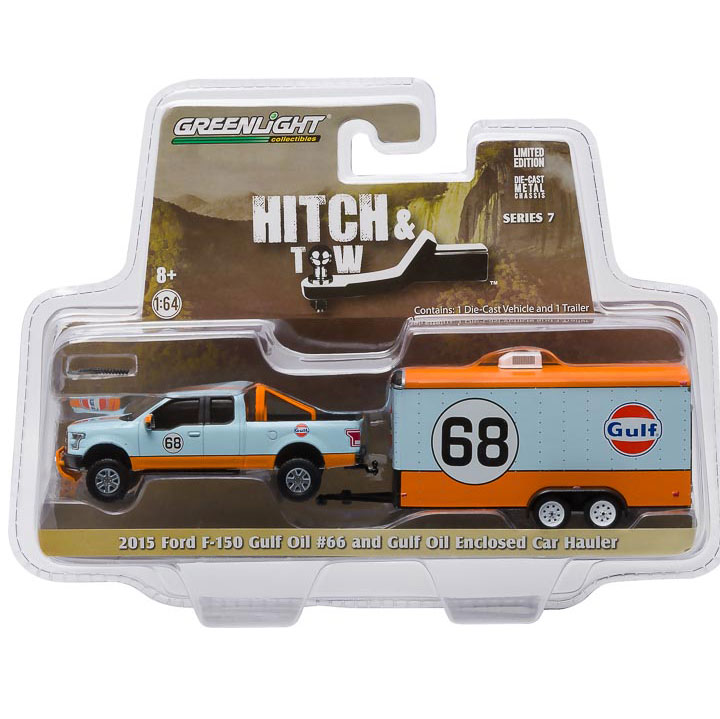 GREENLIGHT
collectibles
LIMITED
EDITION
DIE-CAST
METAL
CHASSIS
HITCH &
TOW
SERIES 7
8+
1:64
™
Contains: 1 Die-Cast Vehicle and 1 Trailer
68
Gulf
68
Gulf
2015 Ford F-150 Gulf Oil #66 and Gulf Oil Enclosed Car Hauler